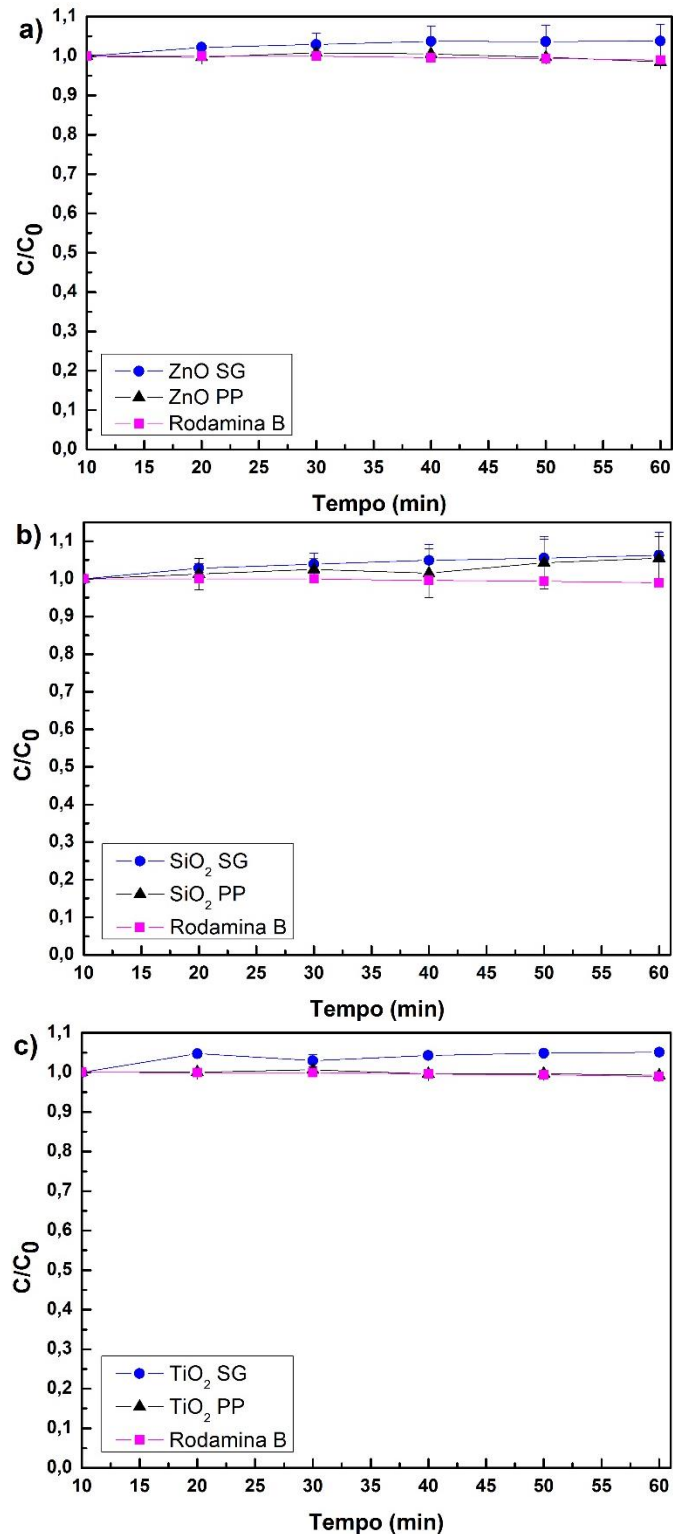 a)
1,1
1,0
0,9
0,8
0,7
0,6
0,5
0,4
0,3
0,2
0,1
0,0
C/C₀
ZnO SG
ZnO PP
Rodamina B
10 15 20 25 30 35 40 45 50 55 60
Tempo (min)
b)
1,1
1,0
0,9
0,8
0,7
0,6
0,5
0,4
0,3
0,2
0,1
0,0
C/C₀
SiO₂ SG
SiO₂ PP
Rodamina B
10 15 20 25 30 35 40 45 50 55 60
Tempo (min)
c)
1,1
1,0
0,9
0,8
0,7
0,6
0,5
0,4
0,3
0,2
0,1
0,0
C/C₀
TiO₂ SG
TiO₂ PP
Rodamina B
10 15 20 25 30 35 40 45 50 55 60
Tempo (min)